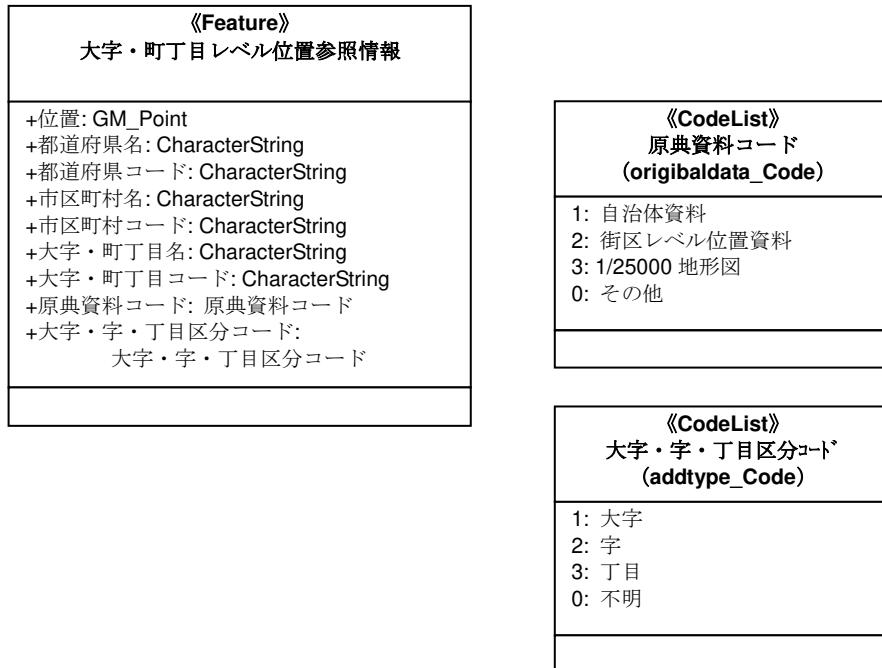 《Feature》
大字・町丁目レベル位置参照情報
+位置: GM_Point
+都道府県名: CharacterString
+都道府県コード: CharacterString
+市区町村名: CharacterString
+市区町村コード: CharacterString
+大字・町丁目名: CharacterString
+大字・町丁目コード: CharacterString
+原典資料コード: 原典資料コード
+大字・字・丁目区分コード:
大字・字・丁目区分コード
《CodeList》
原典資料コード
（origibaldata_Code）
1: 自治体資料
2: 街区レベル位置資料
3: 1/25000 地形図
0: その他
《CodeList》
大字・字・丁目区分ｺｰﾄﾞ
（addtype_Code）
1: 大字
2: 字
3: 丁目
0: 不明